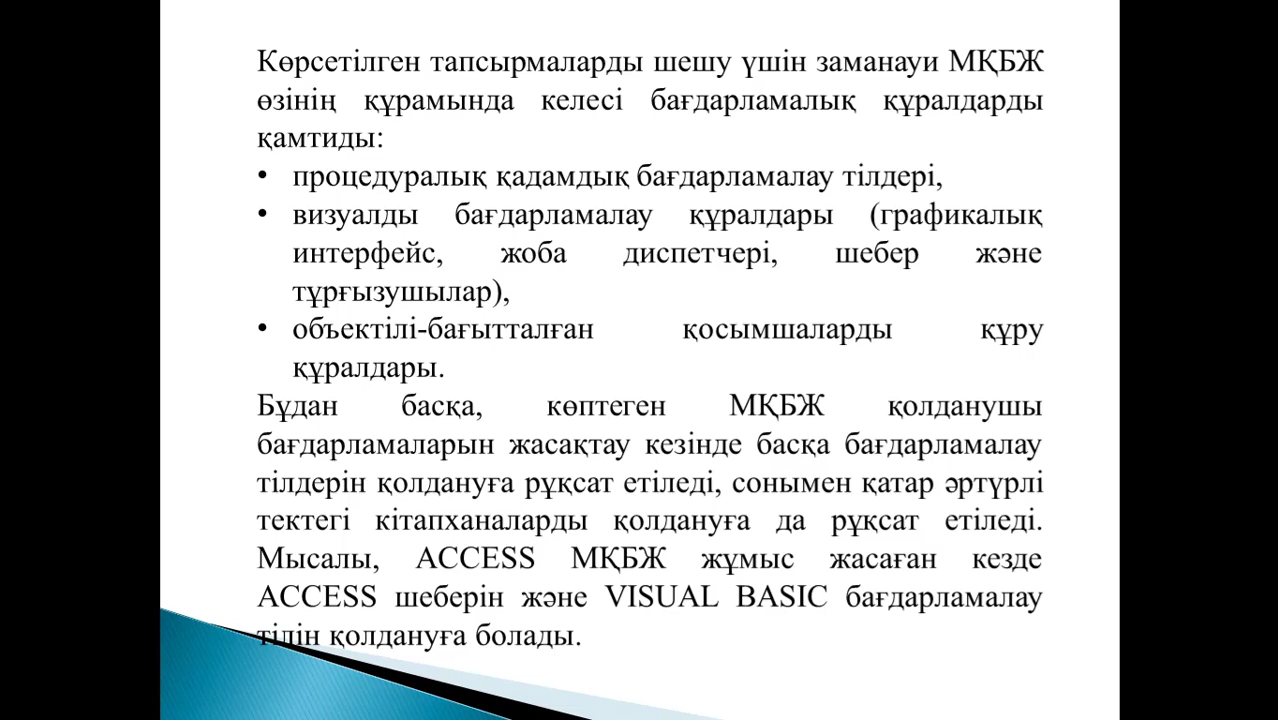 Көрсетілген тапсырмаларды шешу үшін заманауи МҚБЖ
өзінің құрамында келесі бағдарламалық құралдарды
қамтиды:
• процедуралық қадамдық бағдарламалау тілдері,
• визуалды бағдарламалау құралдары (графикалық
интерфейс, жоба диспетчері, шебер және
тұрғызушылар),
• объектілі-бағытталған қосымшаларды құру
құралдары.
Бұдан басқа, көптеген МҚБЖ қолданушы
бағдарламаларын жасақтау кезінде басқа бағдарламалау
тілдерін қолдануға рұқсат етіледі, сонымен қатар әртүрлі
тектегі кітапханаларды қолдануға да рұқсат етіледі.
Мысалы, ACCESS МҚБЖ жұмыс жасаған кезде
ACCESS шеберін және VISUAL BASIC бағдарламалау
тілін қолдануға болады.